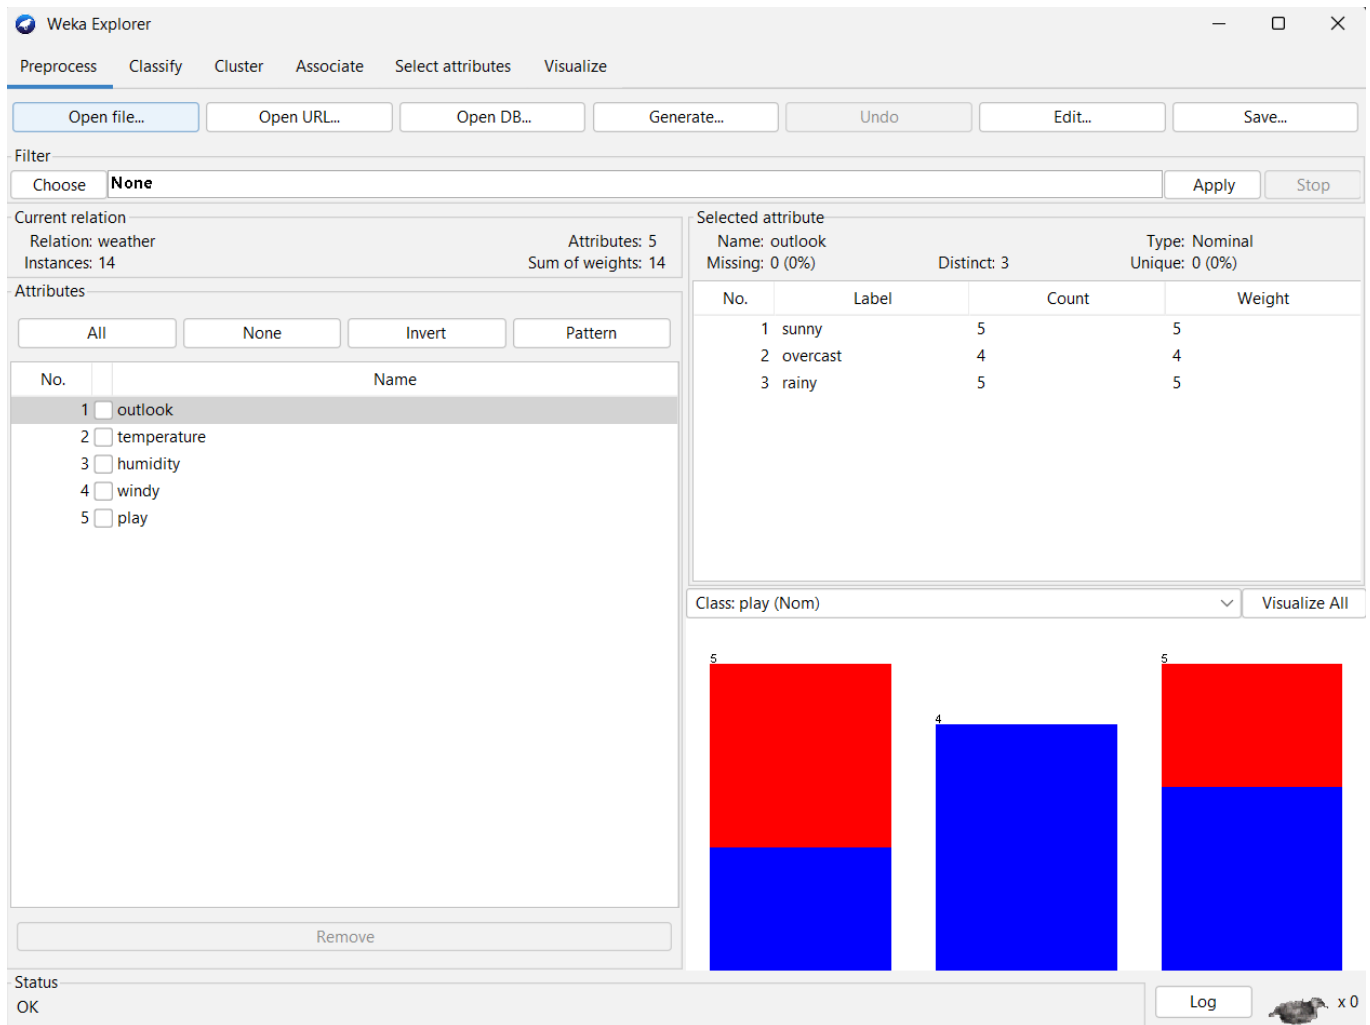 Weka Explorer
Preprocess Classify Cluster Associate Select attributes Visualize
Open file... Open URL... Open DB... Generate... Undo Edit... Save...
Filter
Choose None Apply Stop
Current relation
Relation: weather Attributes: 5
Instances: 14 Sum of weights: 14
Attributes
All None Invert Pattern
No. Name
1 outlook
2 temperature
3 humidity
4 windy
5 play
Remove
Selected attribute
Name: outlook Type: Nominal
Missing: 0 (0%) Distinct: 3 Unique: 0 (0%)
No. Label Count Weight
1 sunny 5 5
2 overcast 4 4
3 rainy 5 5
Class: play (Nom) Visualize All
5 4 5
Status
OK
Log x 0